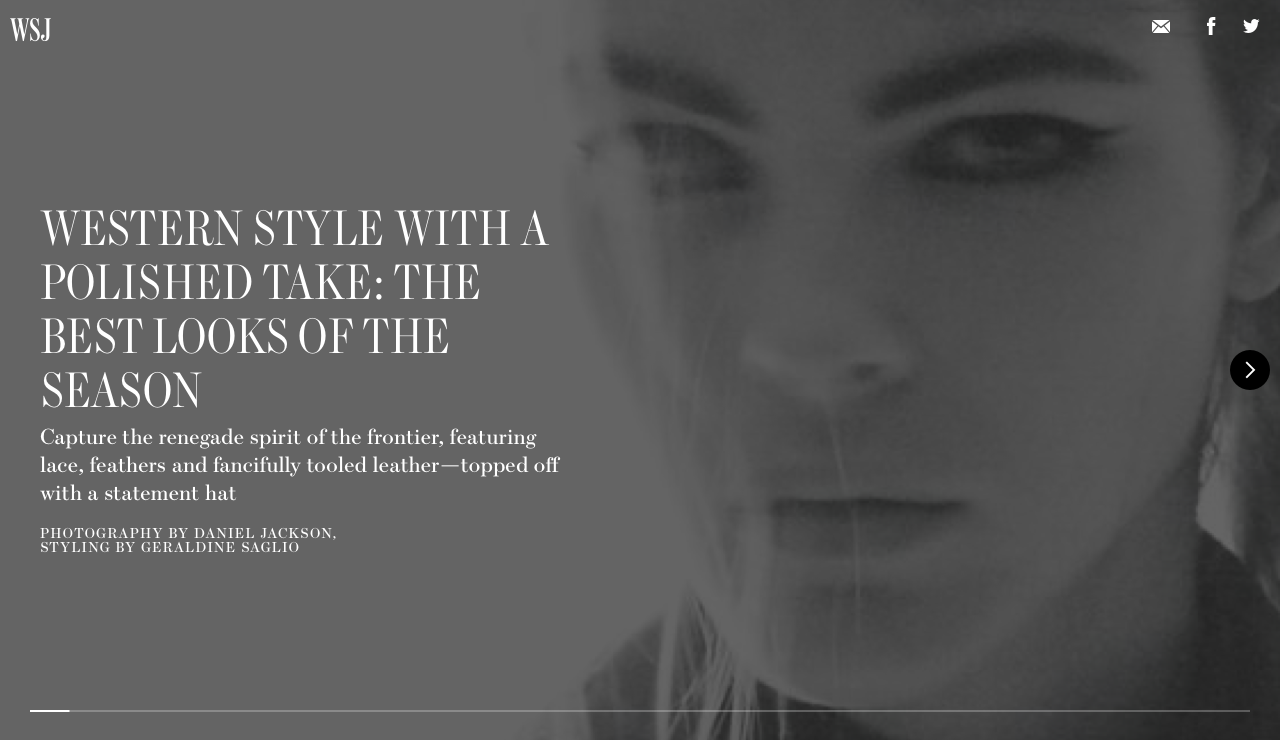 WSJ
WESTERN STYLE WITH A
POLISHED TAKE: THE
BEST LOOKS OF THE
SEASON
Capture the renegade spirit of the frontier, featuring
lace, feathers and fancifully tooled leather—topped off
with a statement hat
PHOTOGRAPHY BY DANIEL JACKSON,
STYLING BY GERALDINE SAGLIO